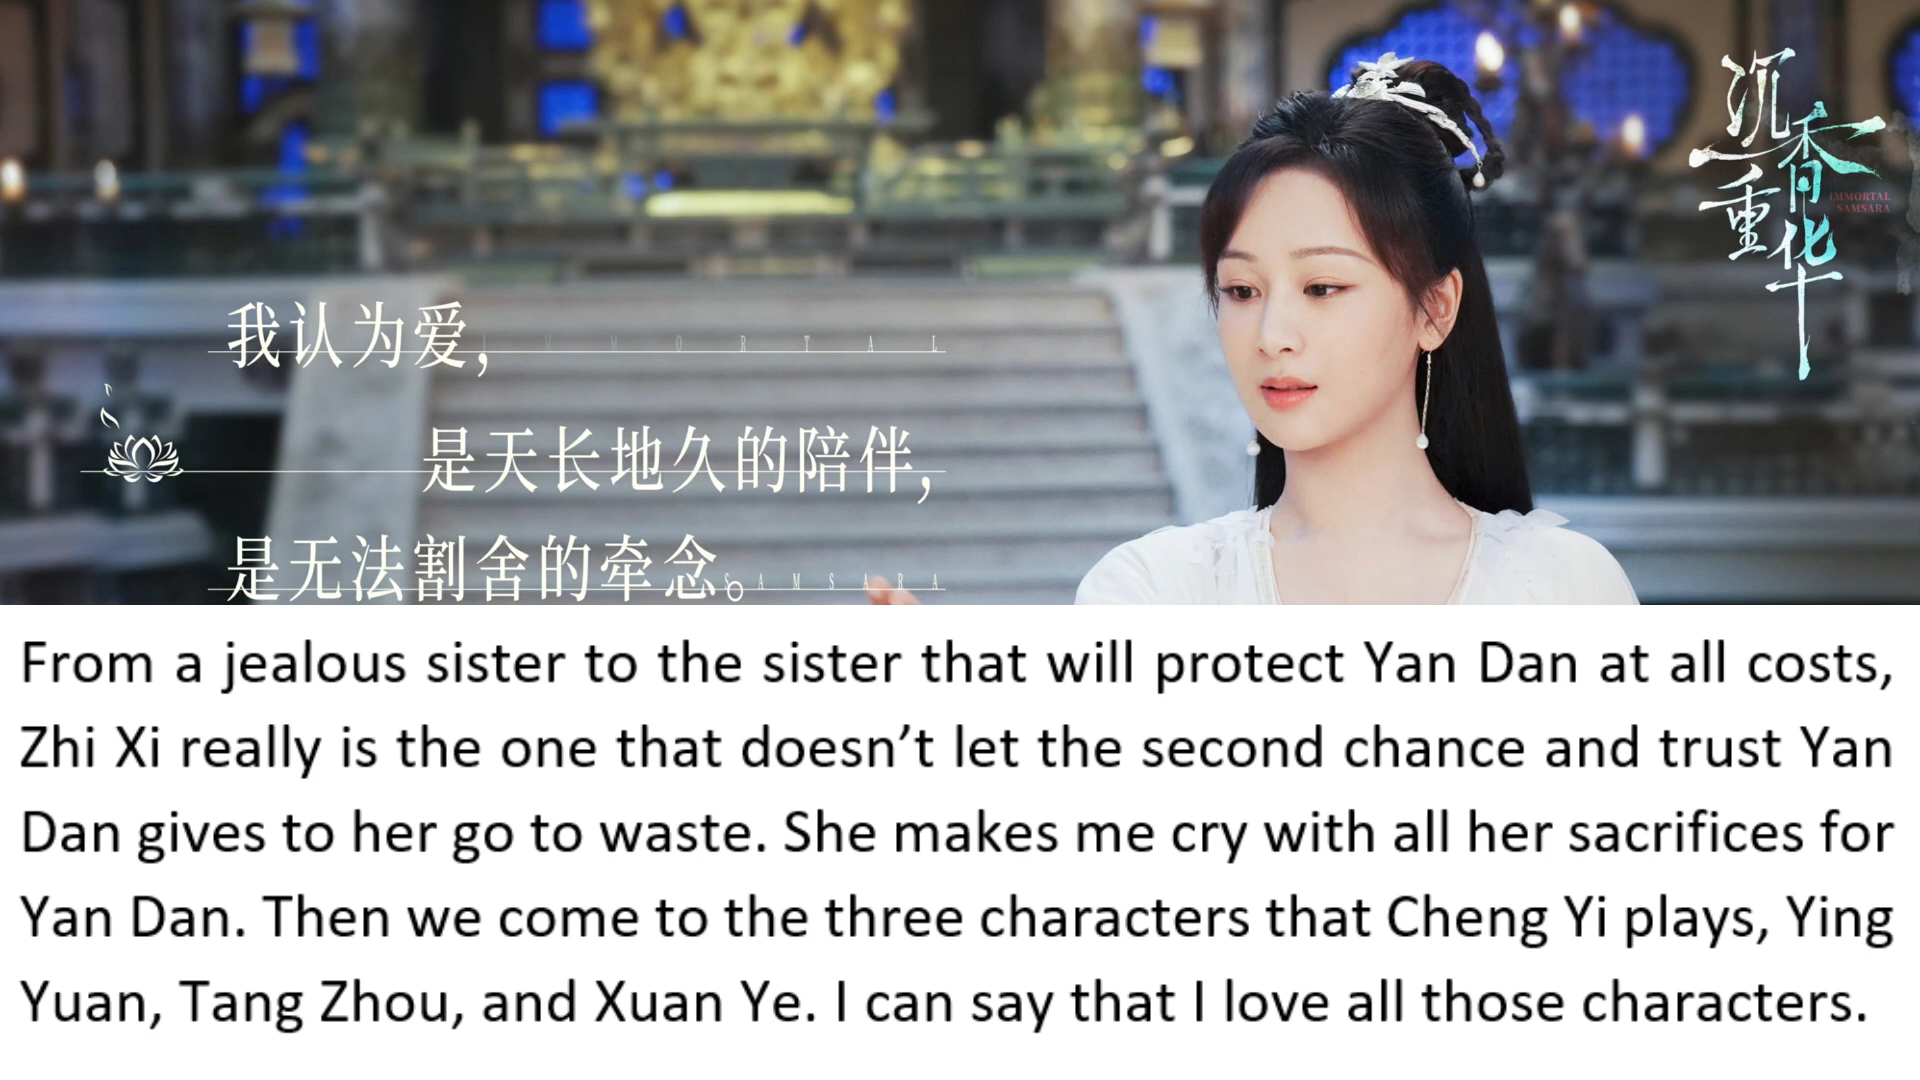 沉香重华
IMMORTAL
SAMSARA
我认为爱，
IMMORTAL
是天长地久的陪伴，
是无法割舍的牵念。
SAMSARA
From a jealous sister to the sister that will protect Yan Dan at all costs,
Zhi Xi really is the one that doesn’t let the second chance and trust Yan
Dan gives to her go to waste. She makes me cry with all her sacrifices for
Yan Dan. Then we come to the three characters that Cheng Yi plays, Ying
Yuan, Tang Zhou, and Xuan Ye. I can say that I love all those characters.